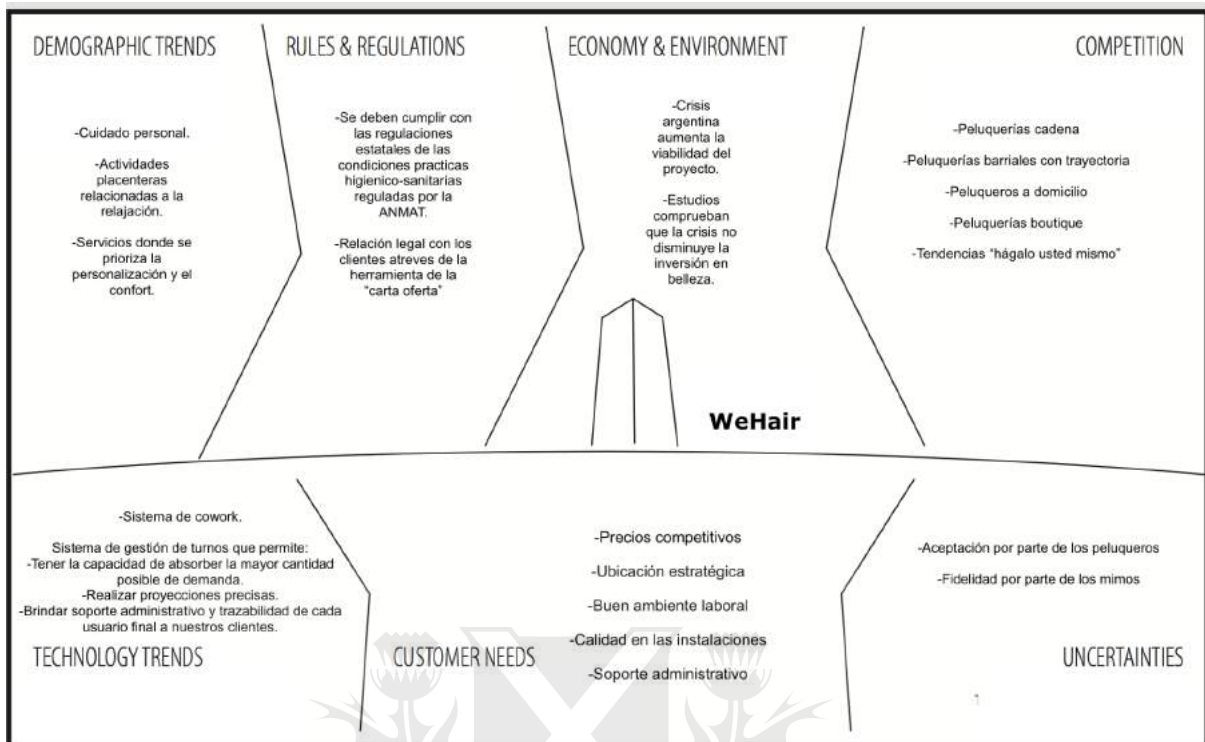 DEMOGRAPHIC TRENDS
-Cuidado personal.
-Actividades
placenteras
relacionadas a la
relajación.
-Servicios donde se
prioriza la
personalización y el
confort.
RULES & REGULATIONS
-Se deben cumplir con
las regulaciones
estatales de las
condiciones practicas
higienico-sanitarias
reguladas por la
ANMAT.
-Relación legal con los
clientes atreves de la
herramienta de la
"carta oferta"
ECONOMY & ENVIRONMENT
-Crisis
argentina
aumenta la
viabilidad del
proyecto.
-Estudios
comprueban
que la crisis no
disminuye la
inversión en
belleza.
COMPETITION
-Peluquerías cadena
-Peluquerías barriales con trayectoria
-Peluqueros a domicilio
-Peluquerías boutique
-Tendencias “hágalo usted mismo”
WeHair
-Sistema de cowork.
Sistema de gestión de turnos que permite:
-Tener la capacidad de absorber la mayor cantidad
posible de demanda.
-Realizar proyecciones precisas.
-Brindar soporte administrativo y trazabilidad de cada
usuario final a nuestros clientes.
TECHNOLOGY TRENDS
-Precios competitivos
-Ubicación estratégica
-Buen ambiente laboral
-Calidad en las instalaciones
-Soporte administrativo
CUSTOMER NEEDS
-Aceptación por parte de los peluqueros
-Fidelidad por parte de los mimos
UNCERTAINTIES